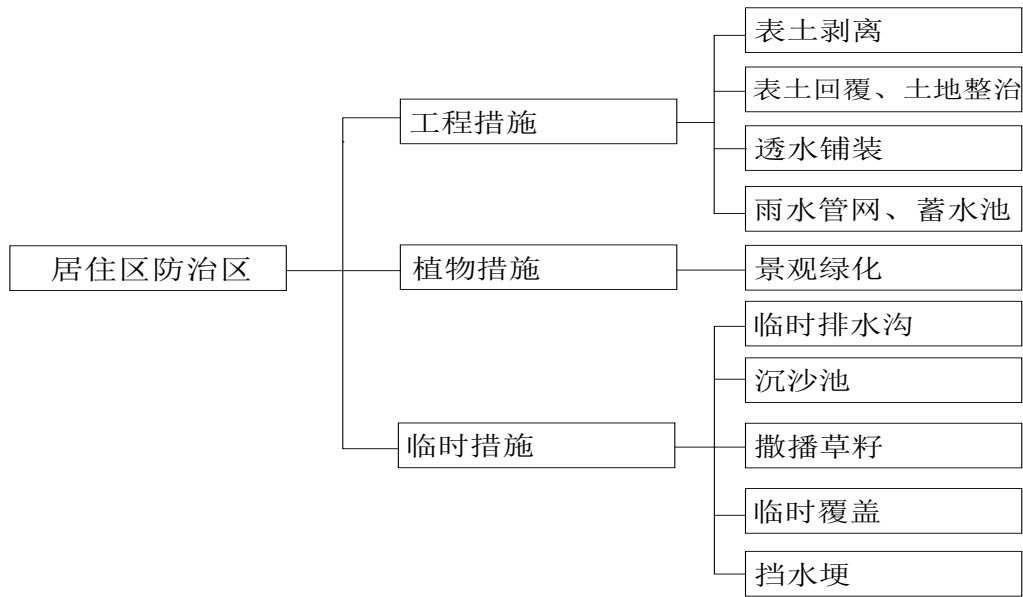 居住区防治区
工程措施
表土剥离
表土回覆、土地整治
透水铺装
雨水管网、蓄水池
植物措施
景观绿化
临时措施
临时排水沟
沉沙池
撒播草籽
临时覆盖
挡水埂